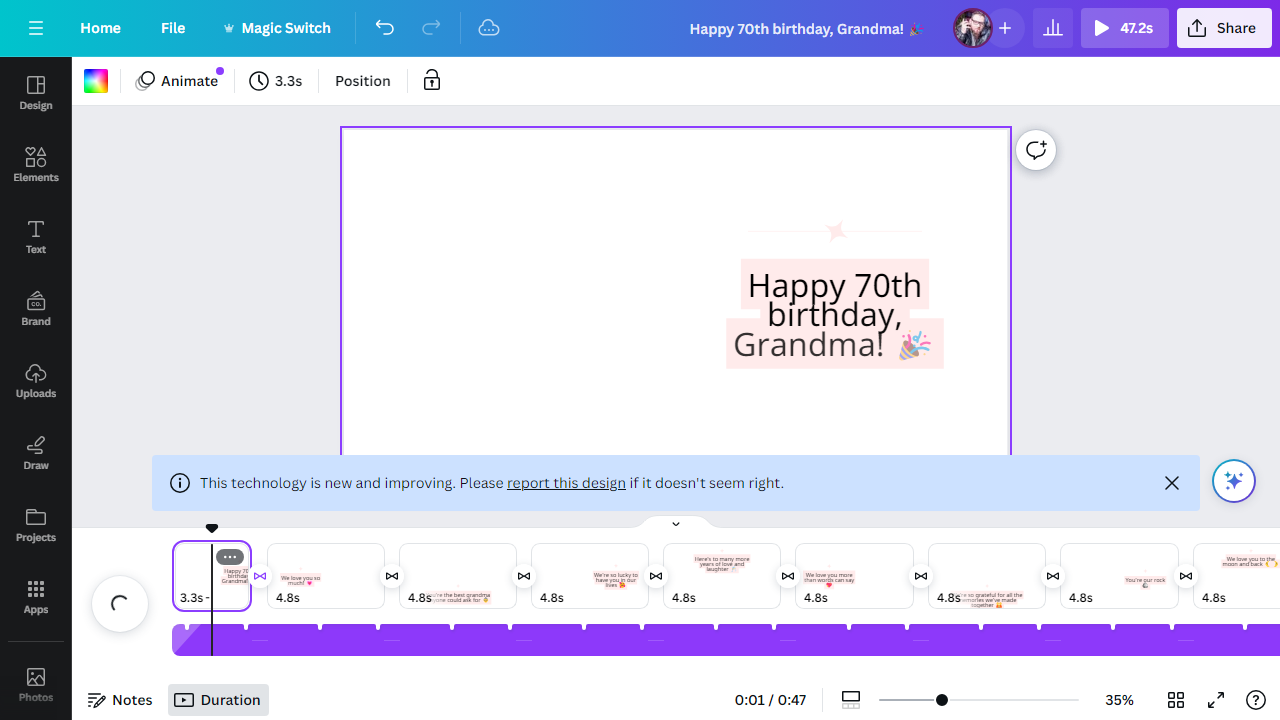 Home
File
Magic Switch
Happy 70th birthday, Grandma! 🎉
47.2s
Share
Design
Elements
Text
CO.
Brand
Uploads
Draw
Projects
Apps
Photos
Animate
3.3s
Position
Happy 70th
birthday,
Grandma! 🎉
This technology is new and improving. Please report this design if it doesn't seem right.
Happy 70
birthday
Grandma!
3.3s -
We love you so
much! 💗
4.8s
the best grandma
could ask for
4.8s
We're so lucky to
have you in our
lives
4.8s
Here's to many more
years of love and
laughter
4.8s
We love you more
than words can say
4.8s
so grateful for all the
memories we've made
together
4.8s
You're our rock
4.8s
We love you to the
moon and back
4.8s
Notes
Duration
0:01 / 0:47
35%